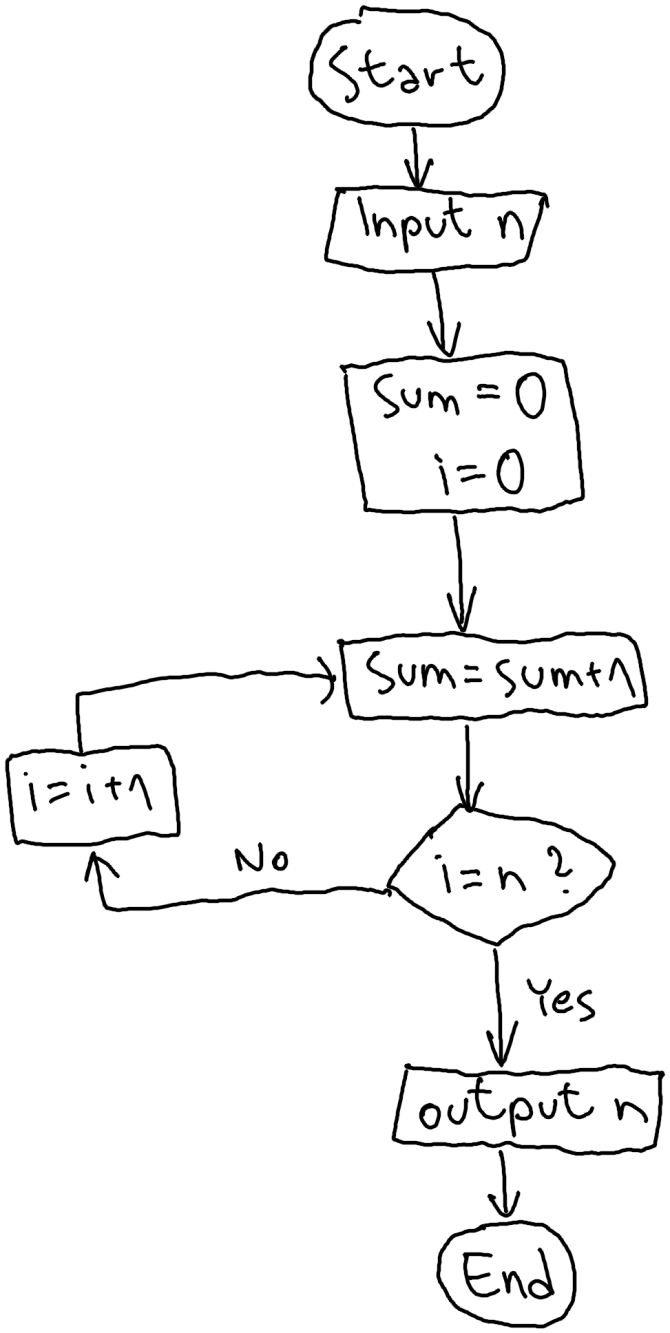 Start
Input n
Sum = 0
i = 0
Sum = Sum + 1
i = i + 1
No
i = n ?
Yes
output n
End